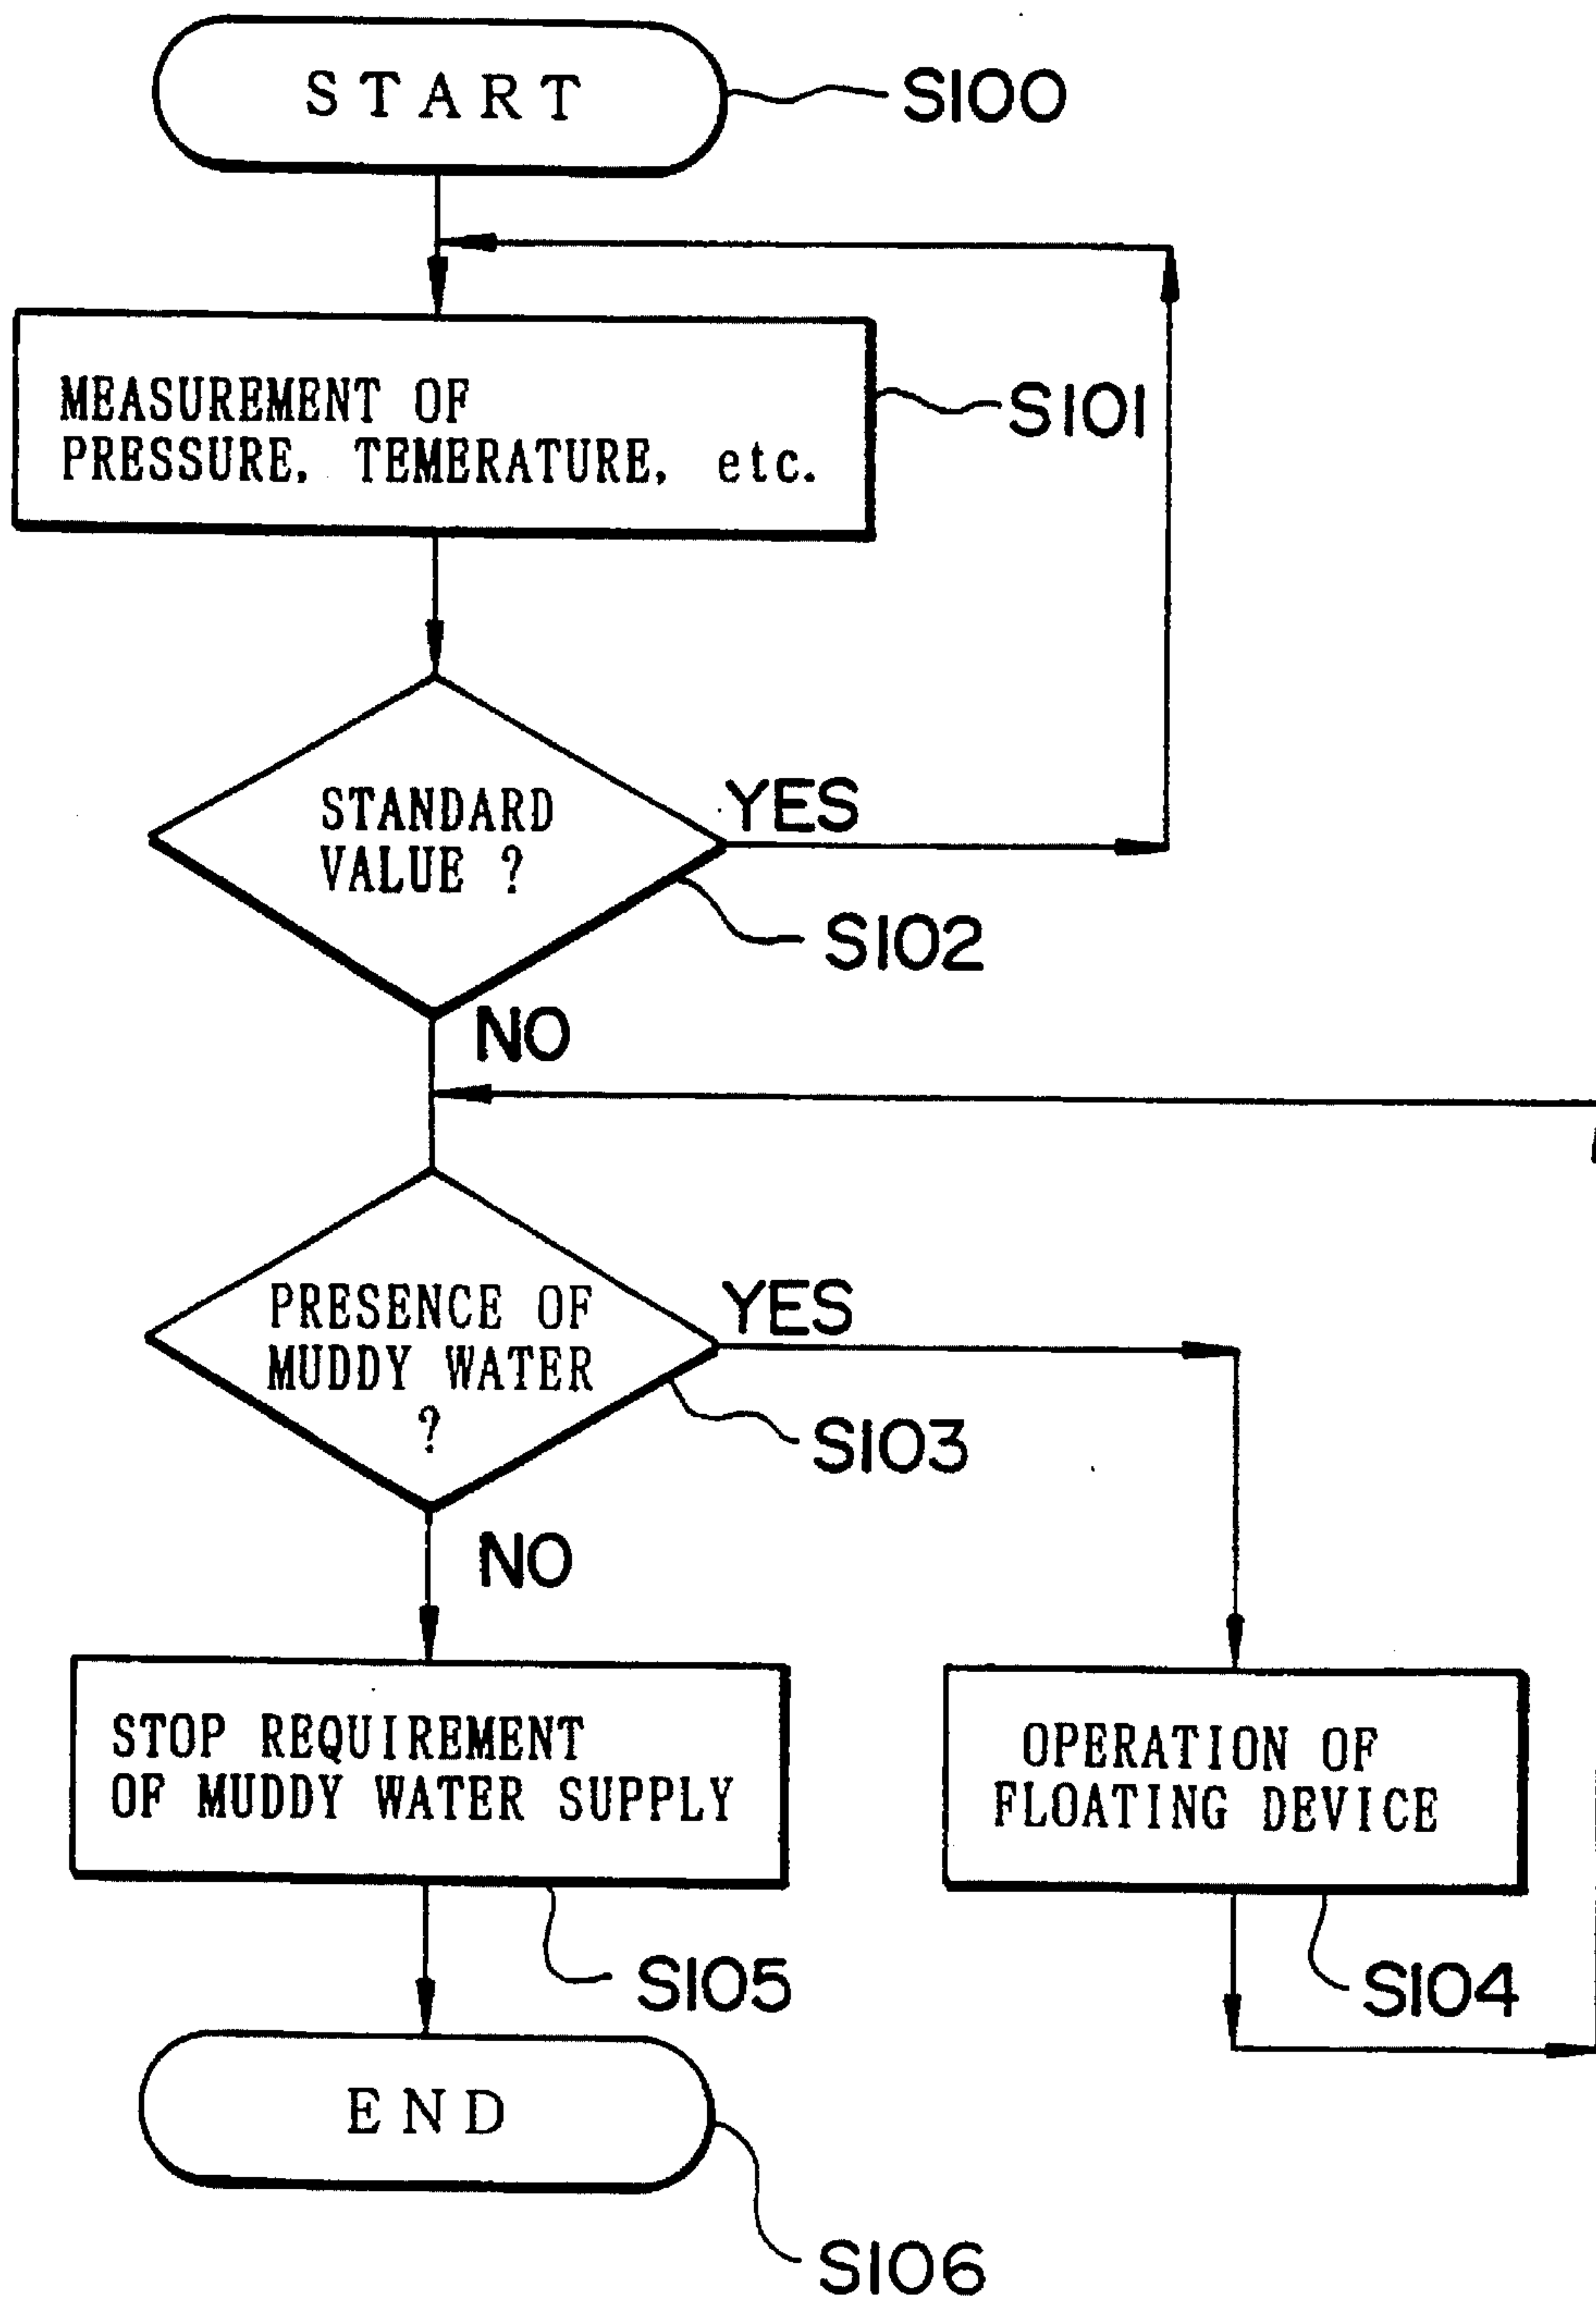 START
S100
MEASUREMENT OF
PRESSURE, TEMERATURE, etc.
S101
STANDARD
VALUE ?
YES
S102
NO
PRESENCE OF
MUDDY WATER
?
YES
S103
NO
STOP REQUIREMENT
OF MUDDY WATER SUPPLY
S105
OPERATION OF
FLOATING DEVICE
S104
END
S106